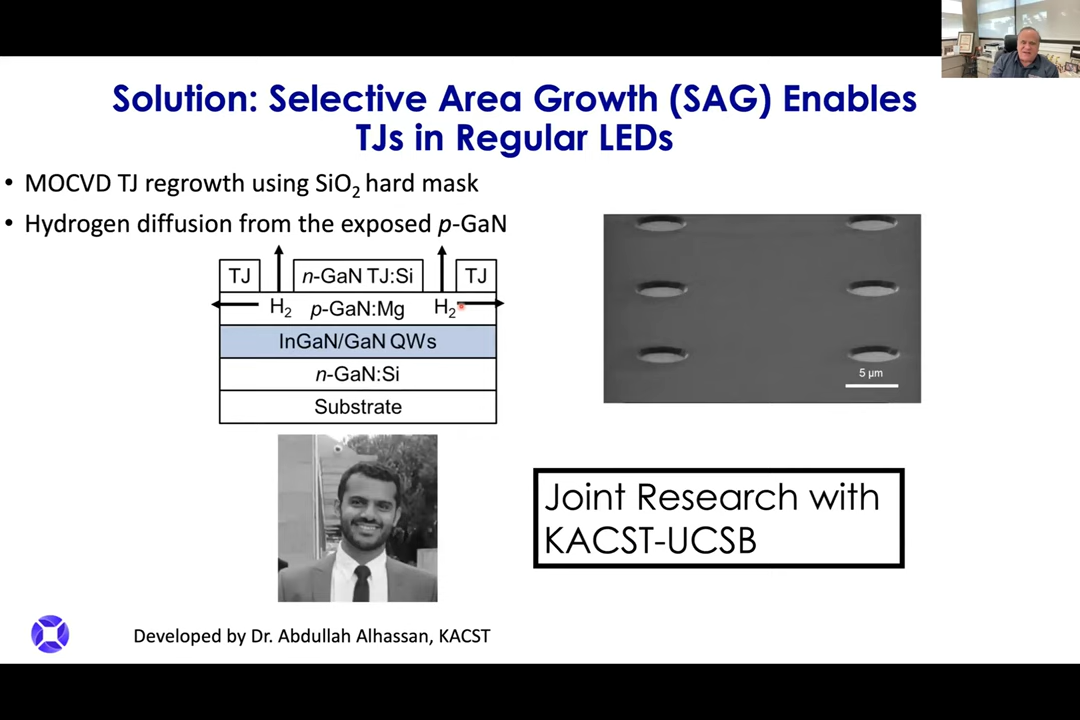 Solution: Selective Area Growth (SAG) Enables
TJs in Regular LEDs
• MOCVD TJ regrowth using SiO₂ hard mask
• Hydrogen diffusion from the exposed p-GaN
TJ
n-GaN TJ:Si
TJ
H₂
p-GaN:Mg
H₂
InGaN/GaN QWs
n-GaN:Si
Substrate
5 µm
Joint Research with
KACST-UCSB
Developed by Dr. Abdullah Alhassan, KACST